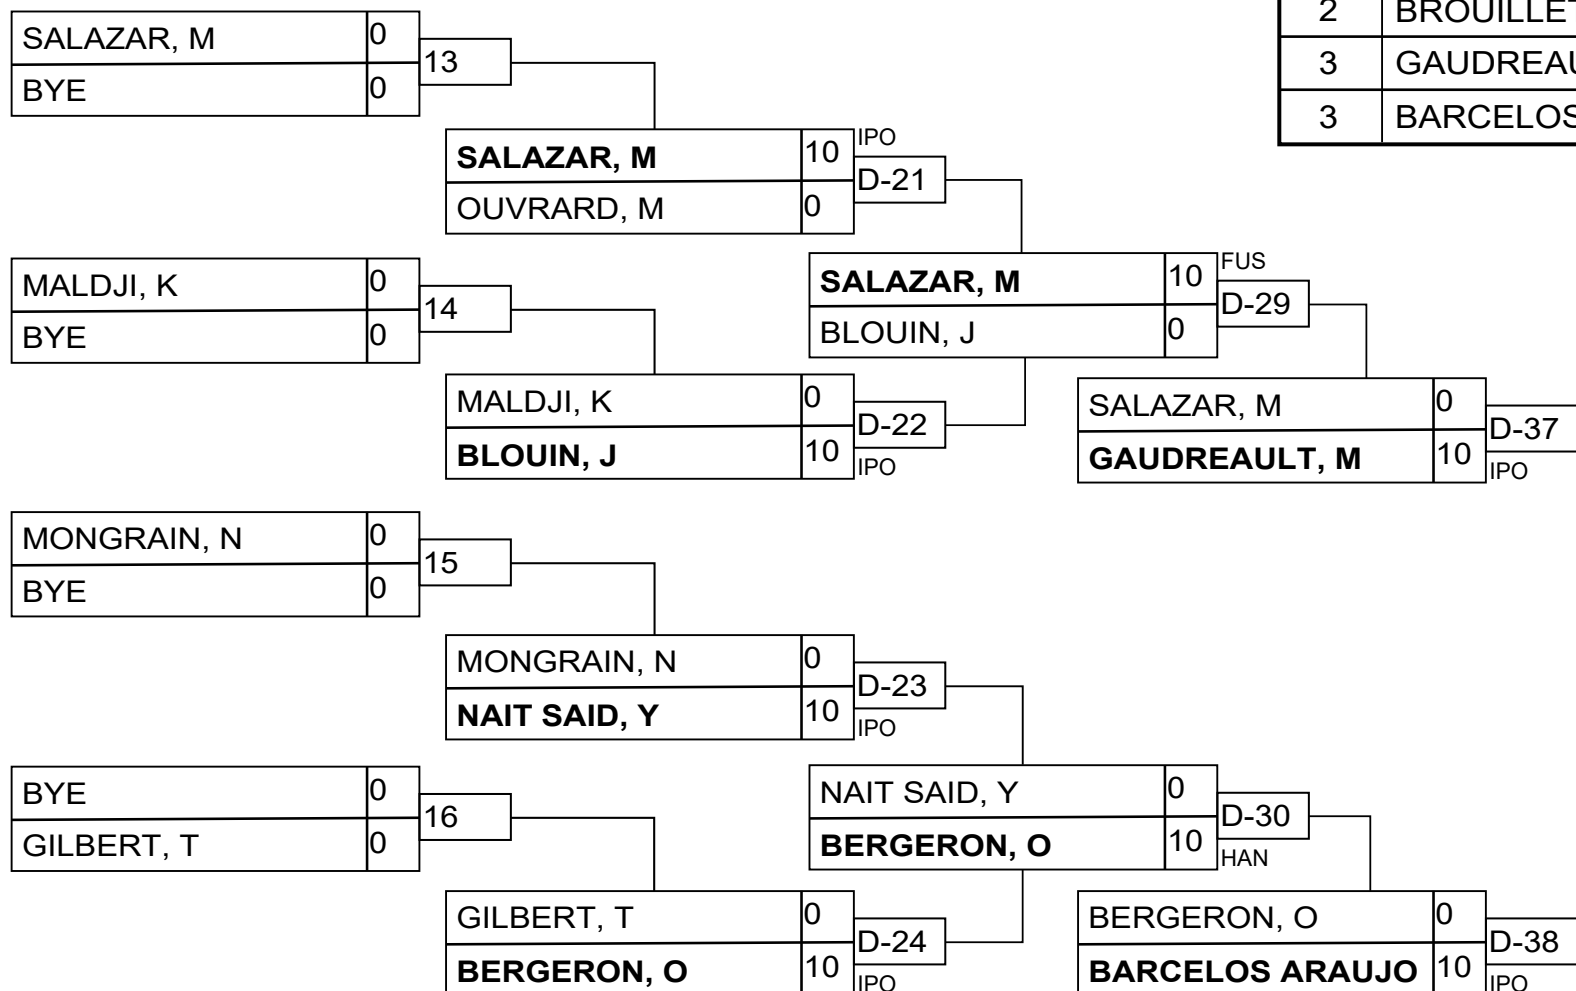 2 BROUILLET
SALAZAR, M 0
13
BYE 0
3 GAUDREAU
3 BARCELOS
SALAZAR, M 10 IPO
D-21
OUVRARD, M 0
MALDJI, K 0
14
BYE 0
SALAZAR, M 10 FUS
D-29
BLOUIN, J 0
MALDJI, K 0
D-22
BLOUIN, J 10 IPO
SALAZAR, M 0
D-37
GAUDREAULT, M 10 IPO
MONGRAIN, N 0
15
BYE 0
MONGRAIN, N 0
D-23
NAIT SAID, Y 10 IPO
BYE 0
16
GILBERT, T 0
NAIT SAID, Y 0
D-30
BERGERON, O 10 HAN
GILBERT, T 0
D-24
BERGERON, O 10 IPO
BERGERON, O 0
D-38
BARCELOS ARAUJO 10 IPO